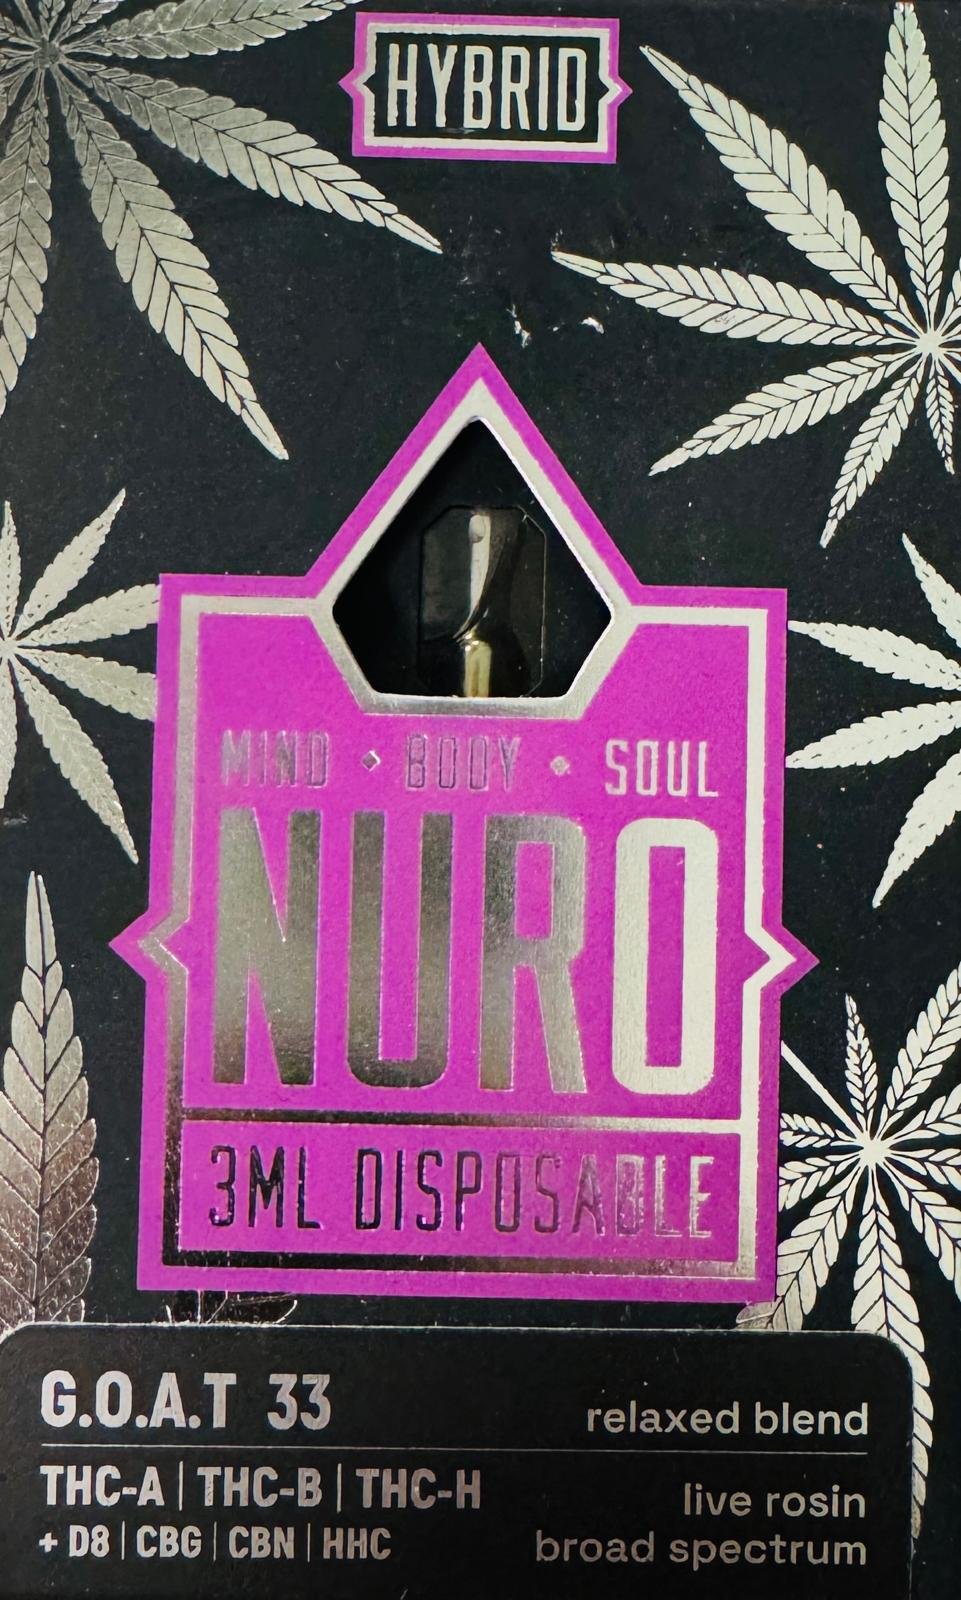 HYBRID
MIND ◆ BODY ◆ SOUL
NURO
3ML DISPOSABLE
G.O.A.T 33
relaxed blend
THC-A | THC-B | THC-H
+ D8 | CBG | CBN | HHC
live rosin
broad spectrum